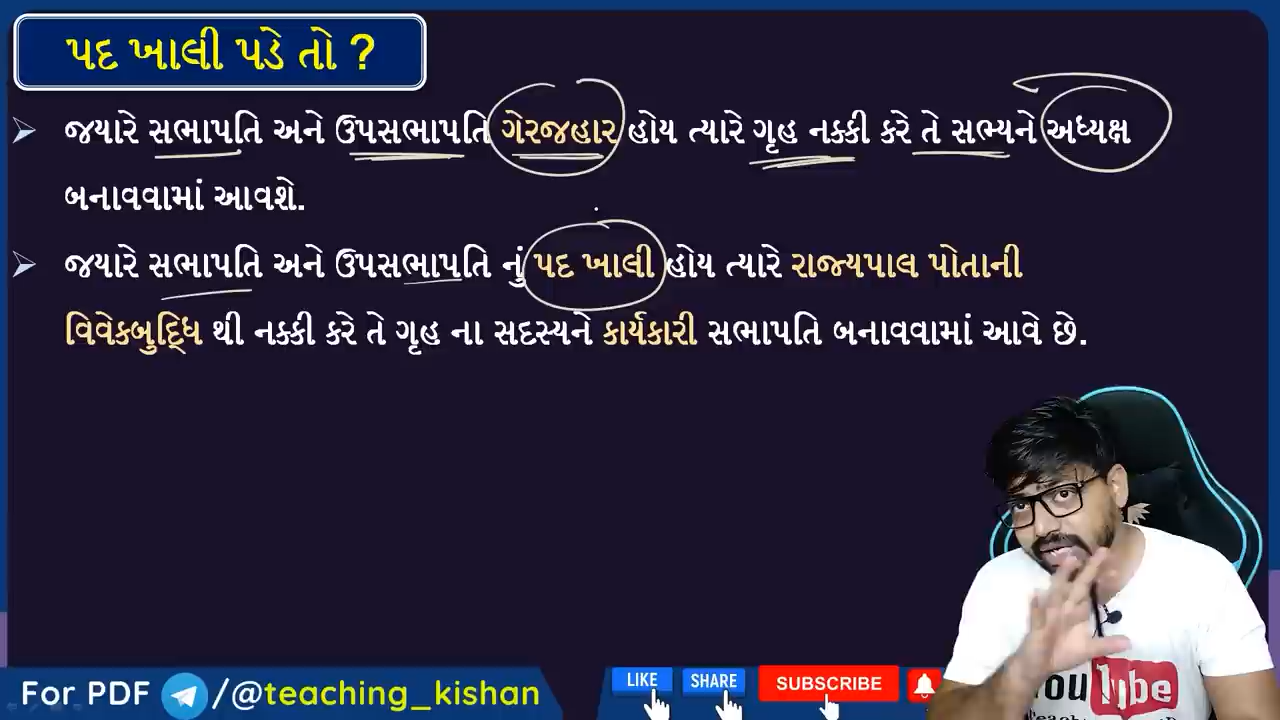 પદ ખાલી પડે તો ?
➢ જયારે સભાપતિ અને ઉપસભાપતિ ગેરજહાર હોય ત્યારે ગૃહ નક્કી કરે તે સભ્યને અધ્યક્ષ
બનાવવામાં આવશે.
➢ જયારે સભાપતિ અને ઉપસભાપતિ નું પદ ખાલી હોય ત્યારે રાજ્યપાલ પોતાની
વિવેકબુદ્ધિ થી નક્કી કરે તે ગૃહ ના સદસ્યને કાર્યકારી સભાપતિ બનાવવામાં આવે છે.
You Tube
For PDF /@teaching_kishan
LIKE SHARE SUBSCRIBE